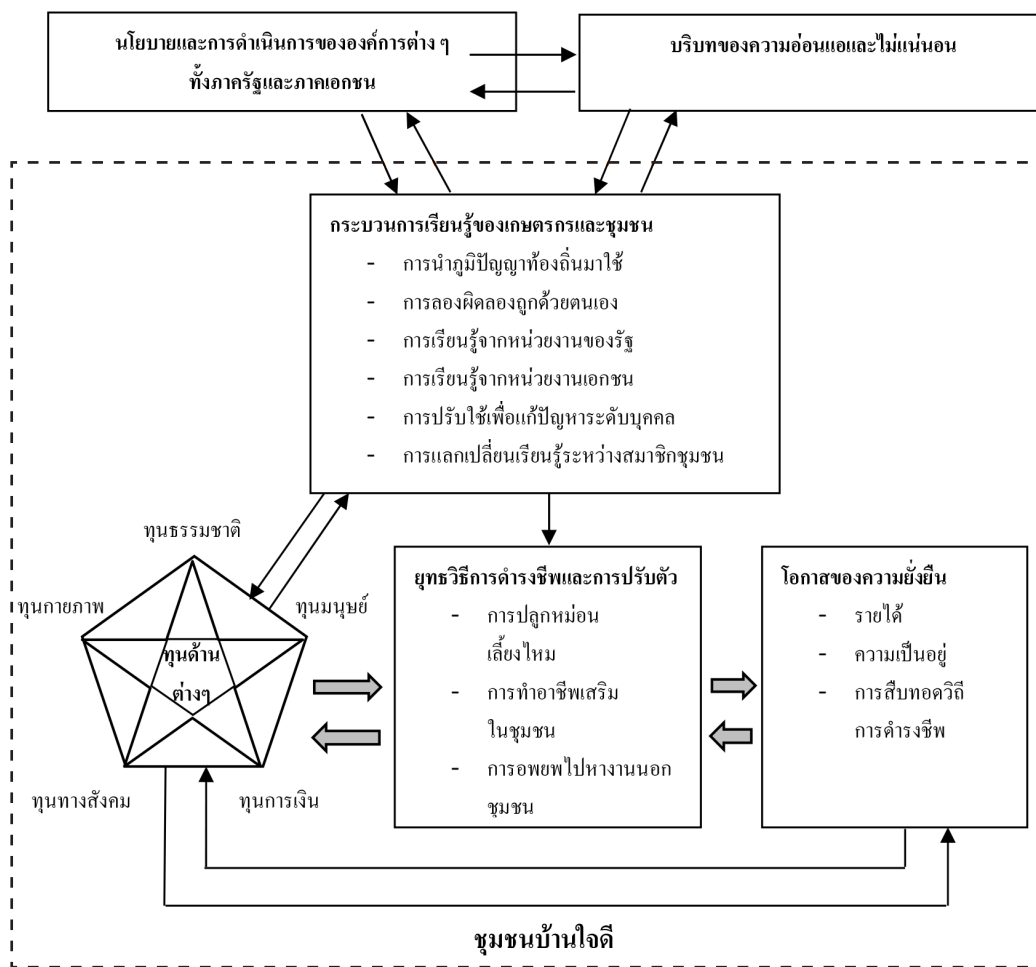 นโยบายและการดำเนินการขององค์การต่าง ๆ
ทั้งภาครัฐและภาคเอกชน
บริบทของความอ่อนแอและไม่แน่นอน
กระบวนการเรียนรู้ของเกษตรกรและชุมชน
- การนำภูมิปัญญาท้องถิ่นมาใช้
- การลองผิดลองถูกด้วยตนเอง
- การเรียนรู้จากหน่วยงานของรัฐ
- การเรียนรู้จากหน่วยงานเอกชน
- การปรับใช้เพื่อแก้ปัญหาระดับบุคคล
- การแลกเปลี่ยนเรียนรู้ระหว่างสมาชิกชุมชน
ทุนธรรมชาติ
ทุนกายภาพ
ทุนมนุษย์
ทุนด้าน
ต่างๆ
ทุนทางสังคม
ทุนการเงิน
ยุทธวิธีการดำรงชีพและการปรับตัว
- การปลูกหม่อน
เลี้ยงไหม
- การทำอาชีพเสริม
ในชุมชน
- การอพยพไปหางานนอก
ชุมชน
โอกาสของความยั่งยืน
- รายได้
- ความเป็นอยู่
- การสืบทอดวิถี
การดำรงชีพ
ชุมชนบ้านใจดี